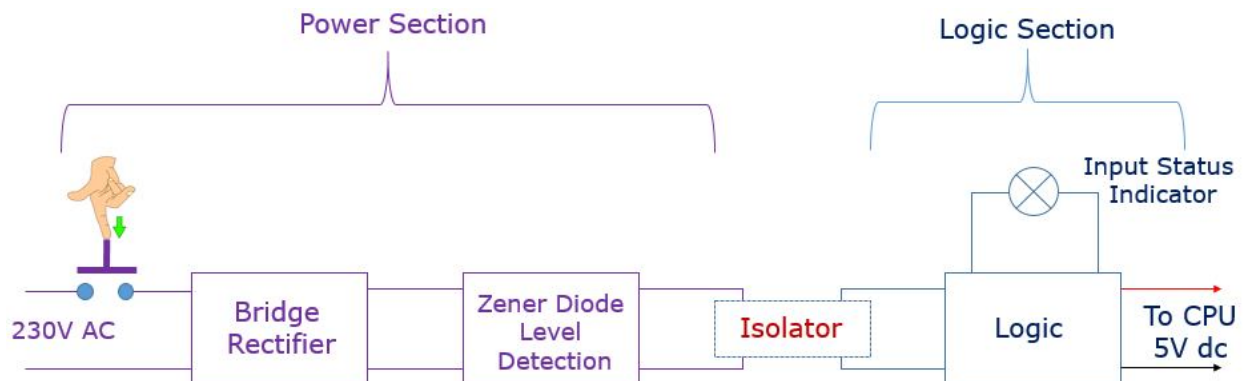 Power Section
Logic Section
Input Status
Indicator
230V AC
Bridge
Rectifier
Zener Diode
Level
Detection
Isolator
Logic
To CPU
5V dc